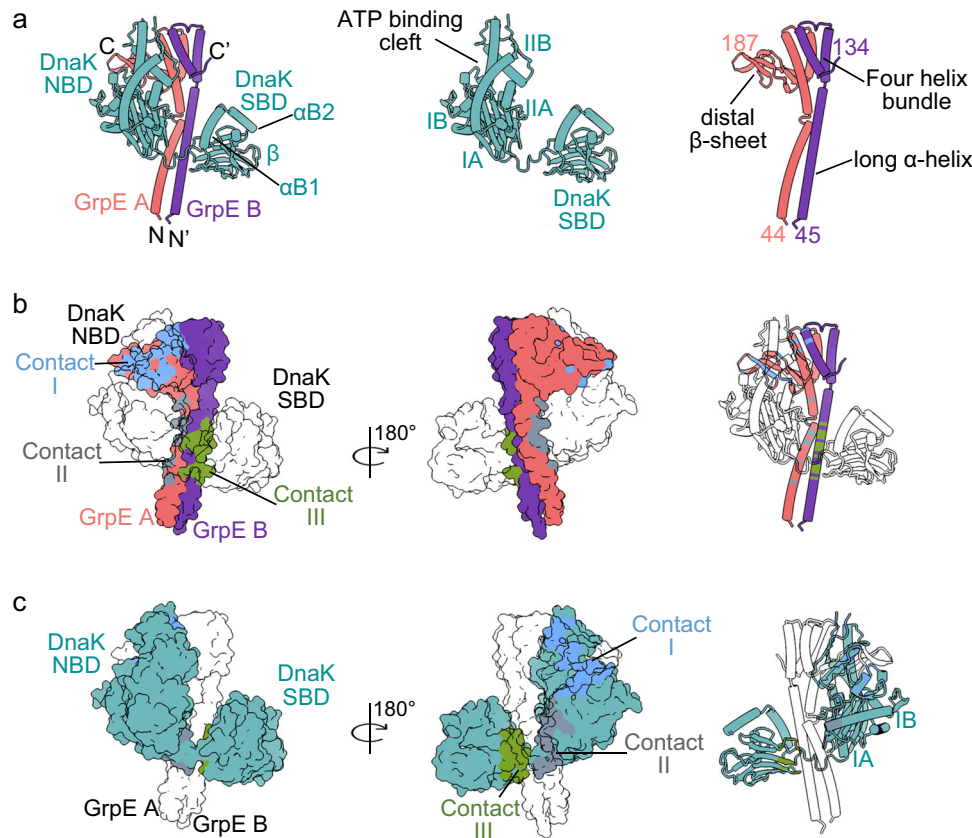 a
DnaK
NBD
C
C'
DnaK
SBD
αB2
β
αB1
GrpE A
GrpE B
N N'
ATP binding
cleft
IIB
IB
IIA
IA
DnaK
SBD
187
134
Four helix
bundle
distal
β-sheet
long α-helix
44 45
b
DnaK
NBD
Contact
I
DnaK
SBD
Contact
II
Contact
III
GrpE A
GrpE B
180°
c
DnaK
NBD
DnaK
SBD
GrpE A
GrpE B
180°
Contact
I
Contact
II
Contact
III
IB
IA